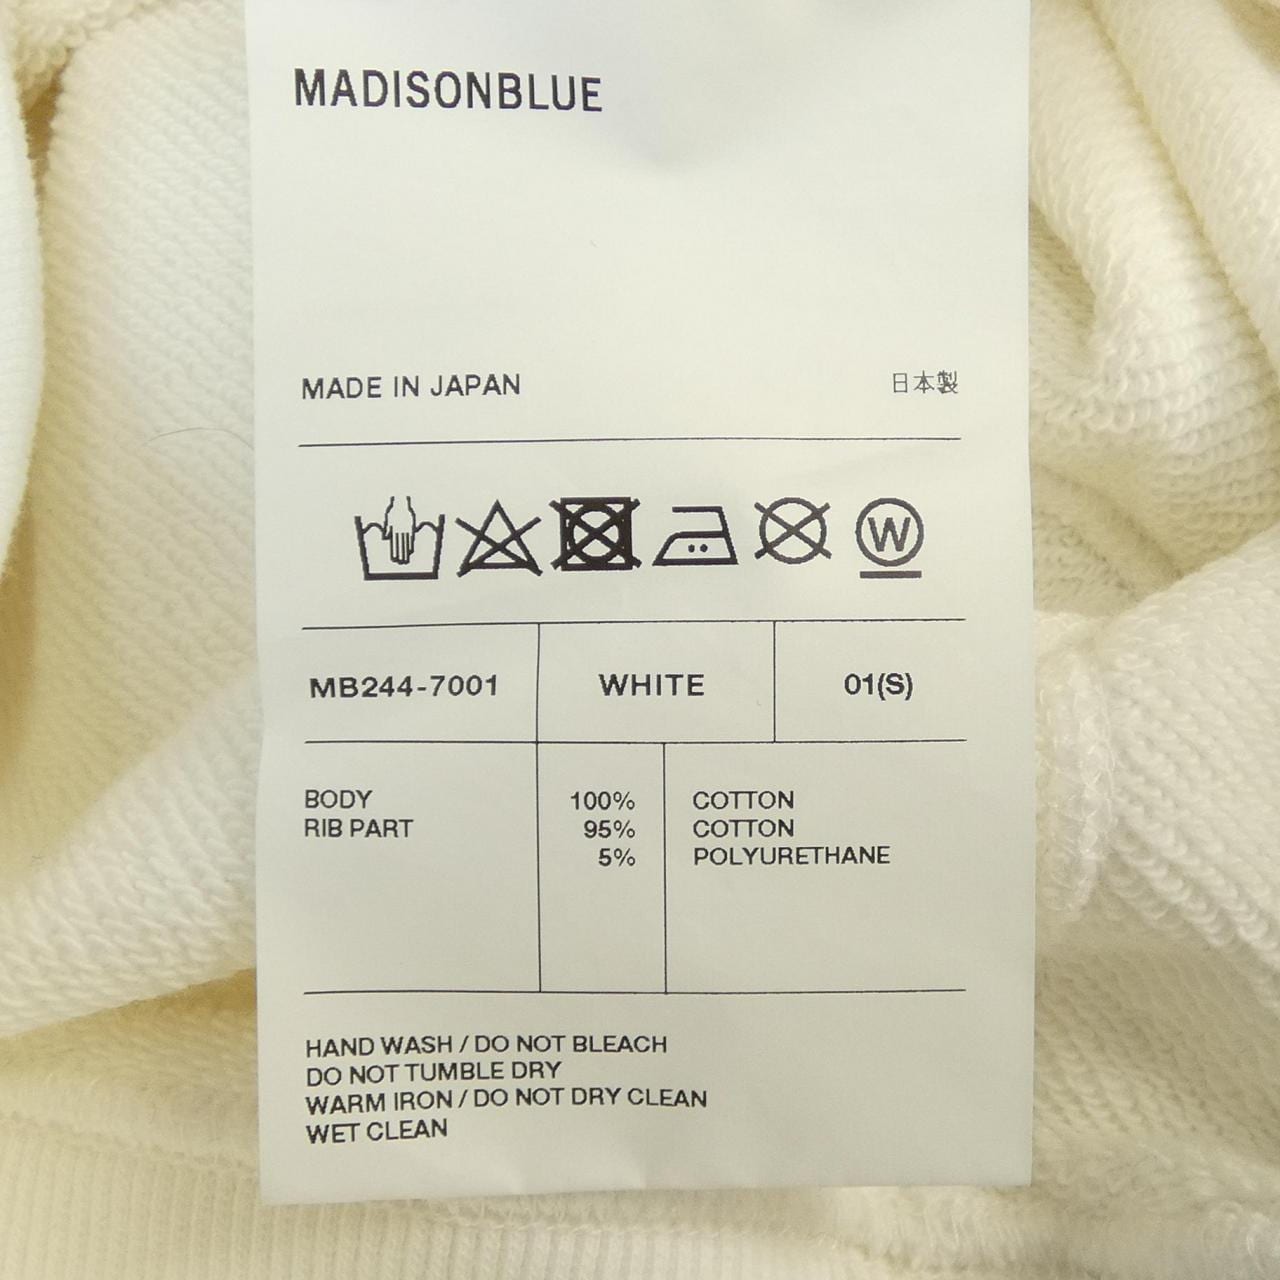 MADISONBLUE
MADE IN JAPAN 日本製
W
MB244-7001 WHITE 01(S)
BODY 100% COTTON
RIB PART 95% COTTON
5% POLYURETHANE
HAND WASH / DO NOT BLEACH
DO NOT TUMBLE DRY
WARM IRON / DO NOT DRY CLEAN
WET CLEAN